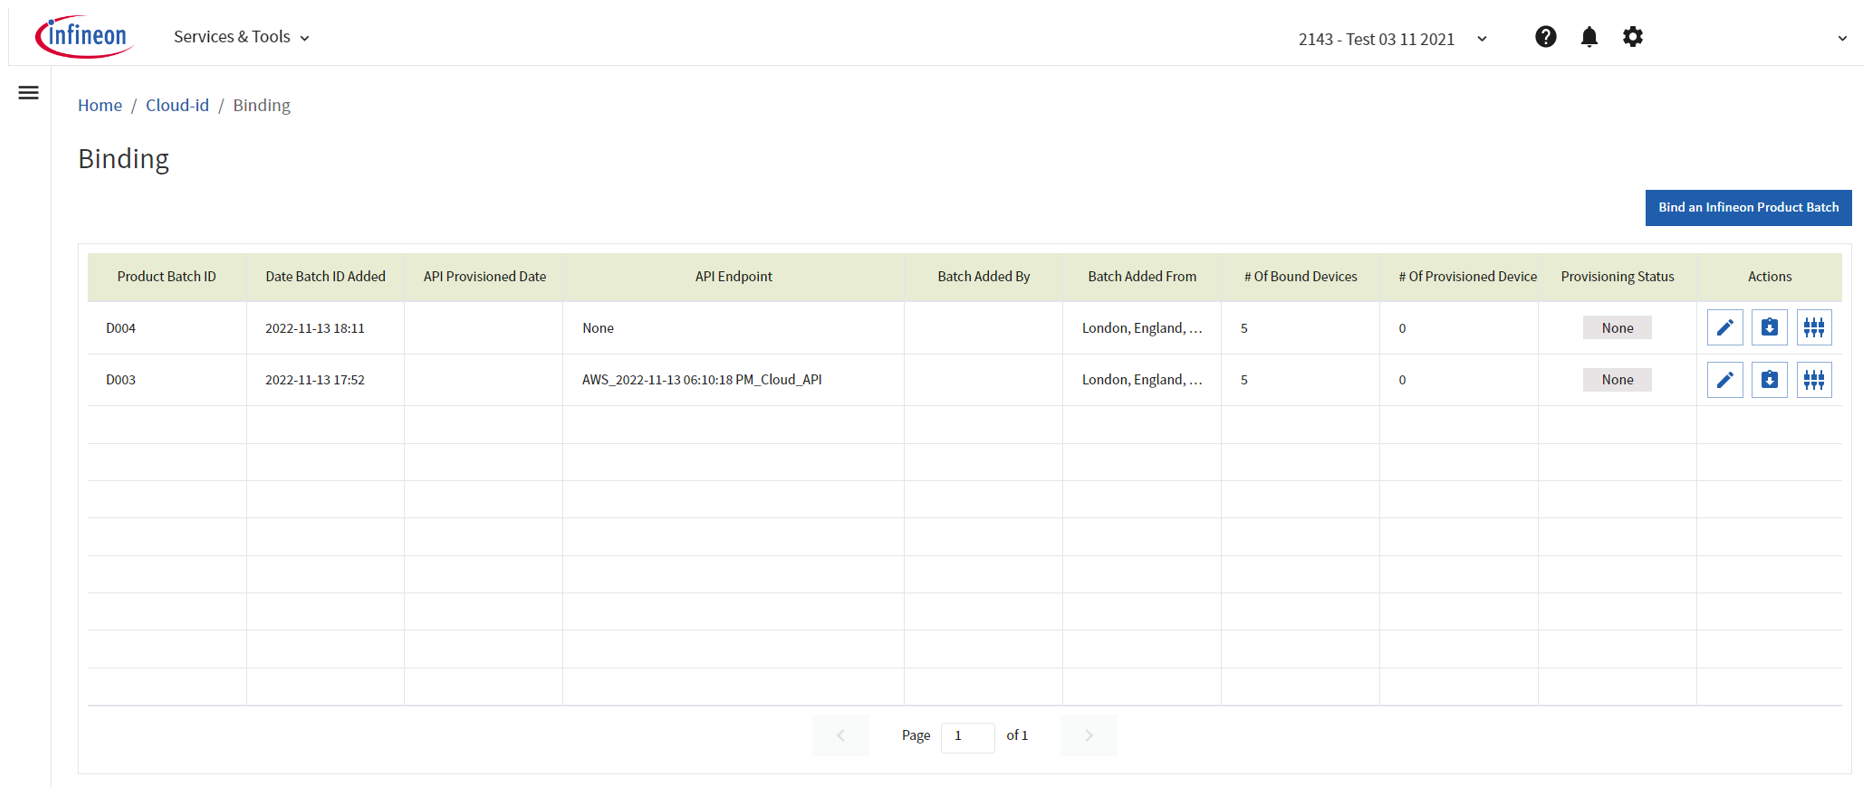 infineon Services & Tools 2143 - Test 03 11 2021
Home / Cloud-id / Binding
Binding
Bind an Infineon Product Batch
Product Batch ID Date Batch ID Added API Provisioned Date API Endpoint Batch Added By Batch Added From # Of Bound Devices # Of Provisioned Device Provisioning Status Actions
D004 2022-11-13 18:11 None London, England, ... 5 0 None
D003 2022-11-13 17:52 AWS_2022-11-13 06:10:18 PM_Cloud_API London, England, ... 5 0 None
Page 1 of 1